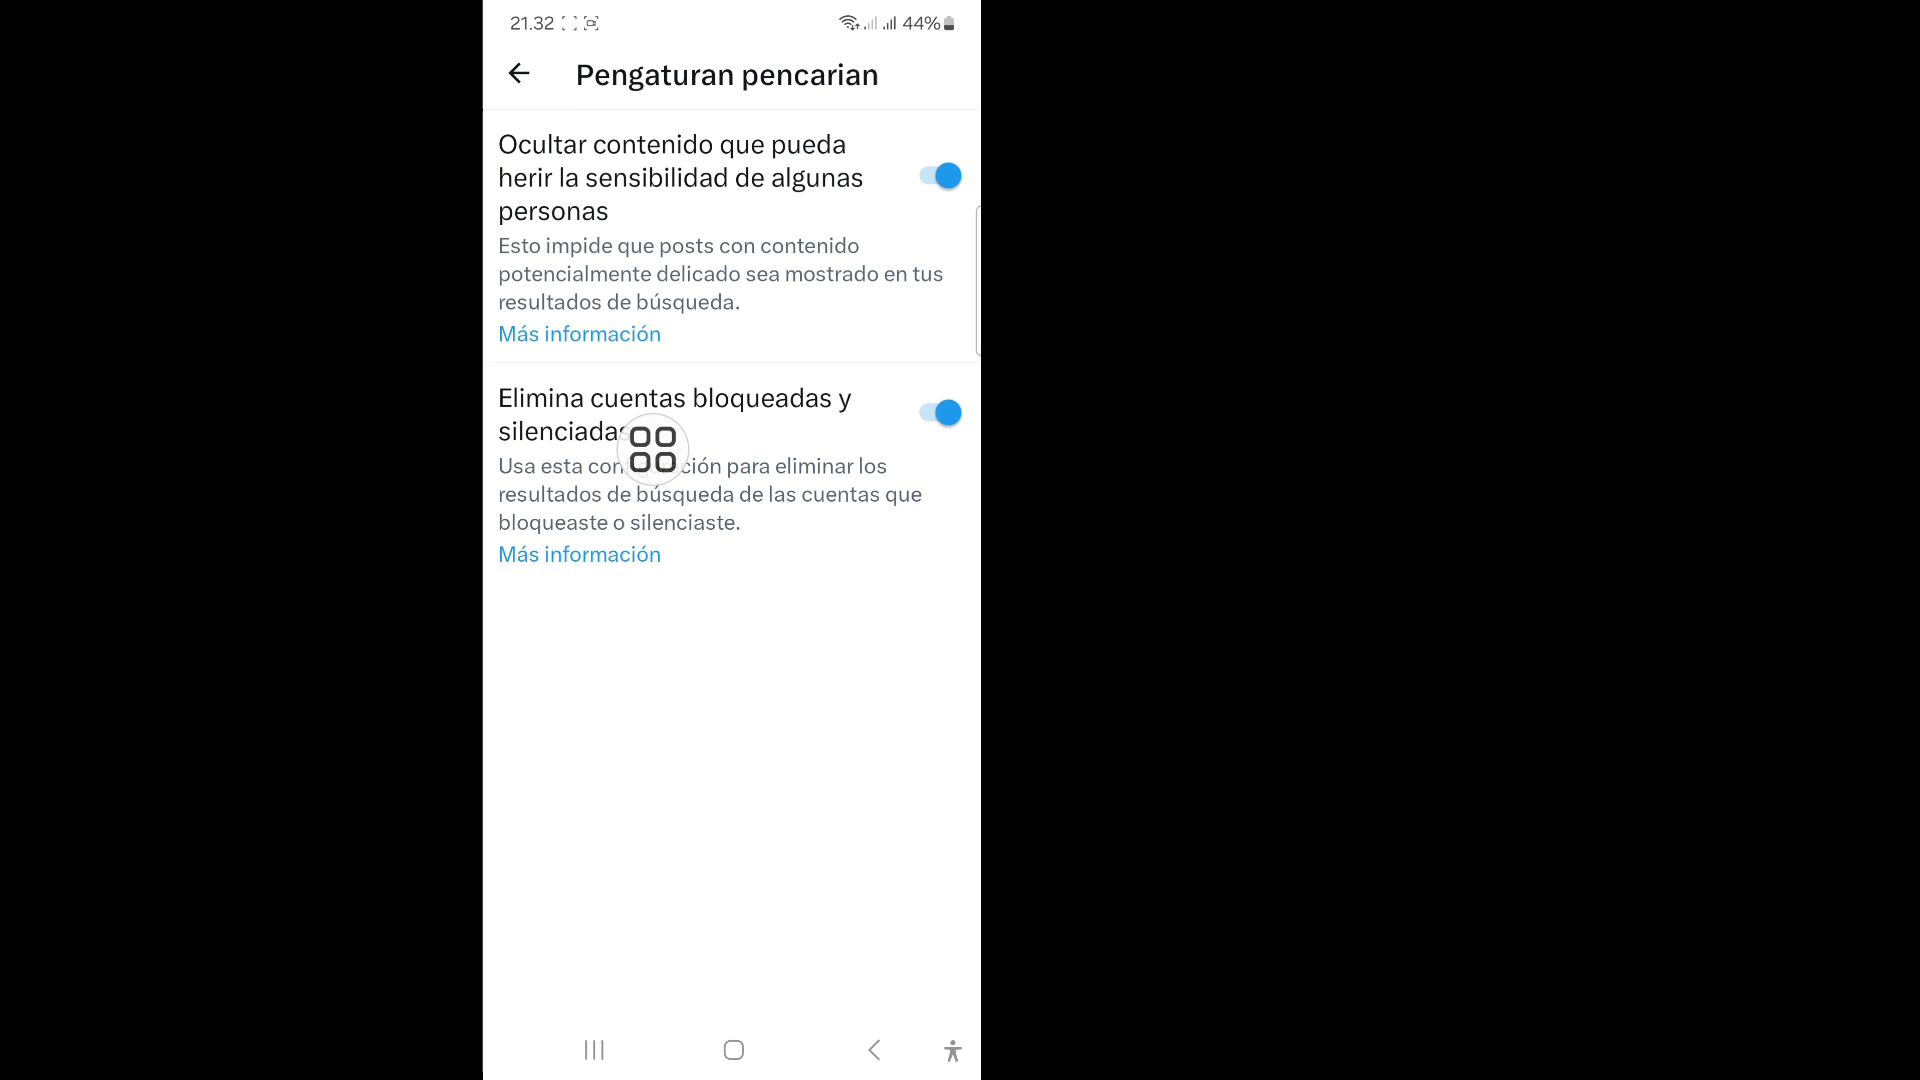 21.32
44%
Pengaturan pencarian
Ocultar contenido que pueda
herir la sensibilidad de algunas
personas
Esto impide que posts con contenido
potencialmente delicado sea mostrado en tus
resultados de búsqueda.
Más información
Elimina cuentas bloqueadas y
silenciadas
Usa esta configuración para eliminar los
resultados de búsqueda de las cuentas que
bloqueaste o silenciaste.
Más información